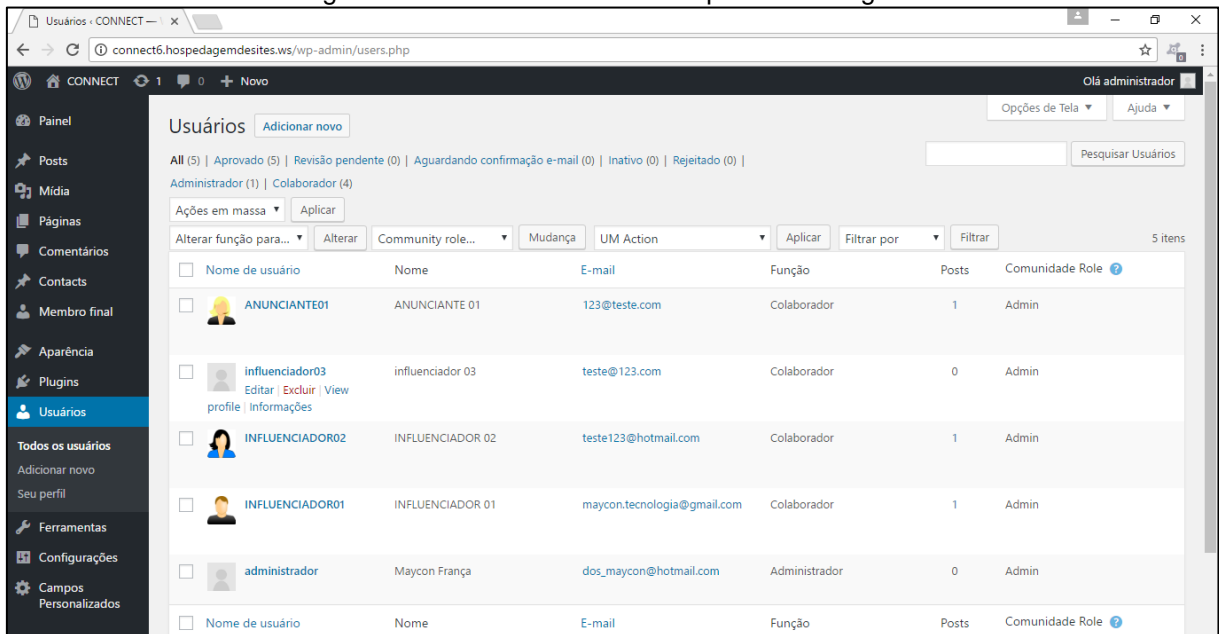 Usuários ‹ CONNECT —
connect6.hospedagemdesites.ws/wp-admin/users.php
CONNECT 1 0 + Novo Olá administrador
Opções de Tela ▼ Ajuda ▼
Painel
Posts
Mídia
Páginas
Comentários
Contacts
Membro final
Aparência
Plugins
Usuários
Todos os usuários
Adicionar novo
Seu perfil
Ferramentas
Configurações
Campos
Personalizados
Usuários Adicionar novo
All (5) | Aprovado (5) | Revisão pendente (0) | Aguardando confirmação e-mail (0) | Inativo (0) | Rejeitado (0) |
Administrador (1) | Colaborador (4)
Pesquisar Usuários
Ações em massa ▼ Aplicar
Alterar função para... ▼ Alterar Community role... ▼ Mudança UM Action ▼ Aplicar Filtrar por ▼ Filtrar 5 itens
Nome de usuário Nome E-mail Função Posts Comunidade Role ?
ANUNCIANTE01 ANUNCIANTE 01 123@teste.com Colaborador 1 Admin
influenciador03 influenciador 03 teste@123.com Colaborador 0 Admin
Editar | Excluir | View
profile | Informações
INFLUENCIADOR02 INFLUENCIADOR 02 teste123@hotmail.com Colaborador 1 Admin
INFLUENCIADOR01 INFLUENCIADOR 01 maycon.tecnologia@gmail.com Colaborador 1 Admin
administrador Maycon França dos_maycon@hotmail.com Administrador 0 Admin
Nome de usuário Nome E-mail Função Posts Comunidade Role ?